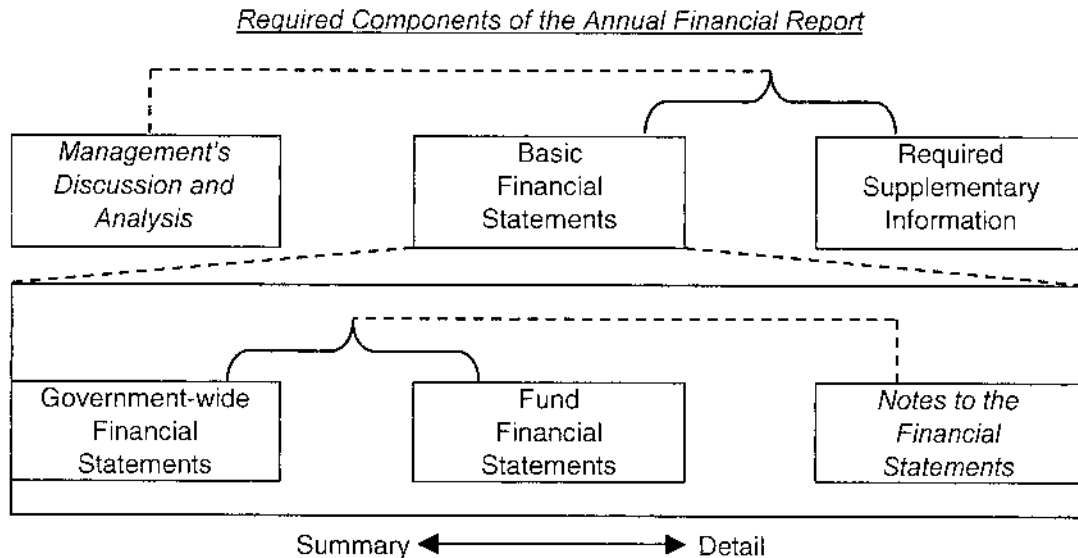 Required Components of the Annual Financial Report
Management's
Discussion and
Analysis
Basic
Financial
Statements
Required
Supplementary
Information
Government-wide
Financial
Statements
Fund
Financial
Statements
Notes to the
Financial
Statements
Summary
Detail